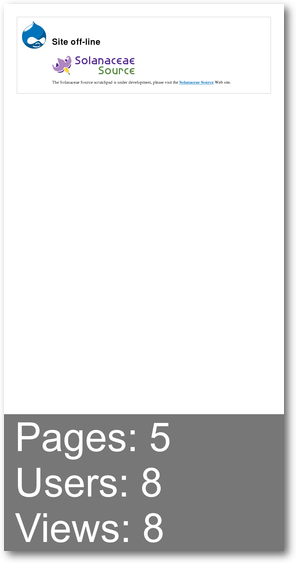 Site off-line
Solanaceae
Source
The Solanaceae Source scratchpad is under development, please visit the Solanaceae Source Web site.
Pages: 5
Users: 8
Views: 8